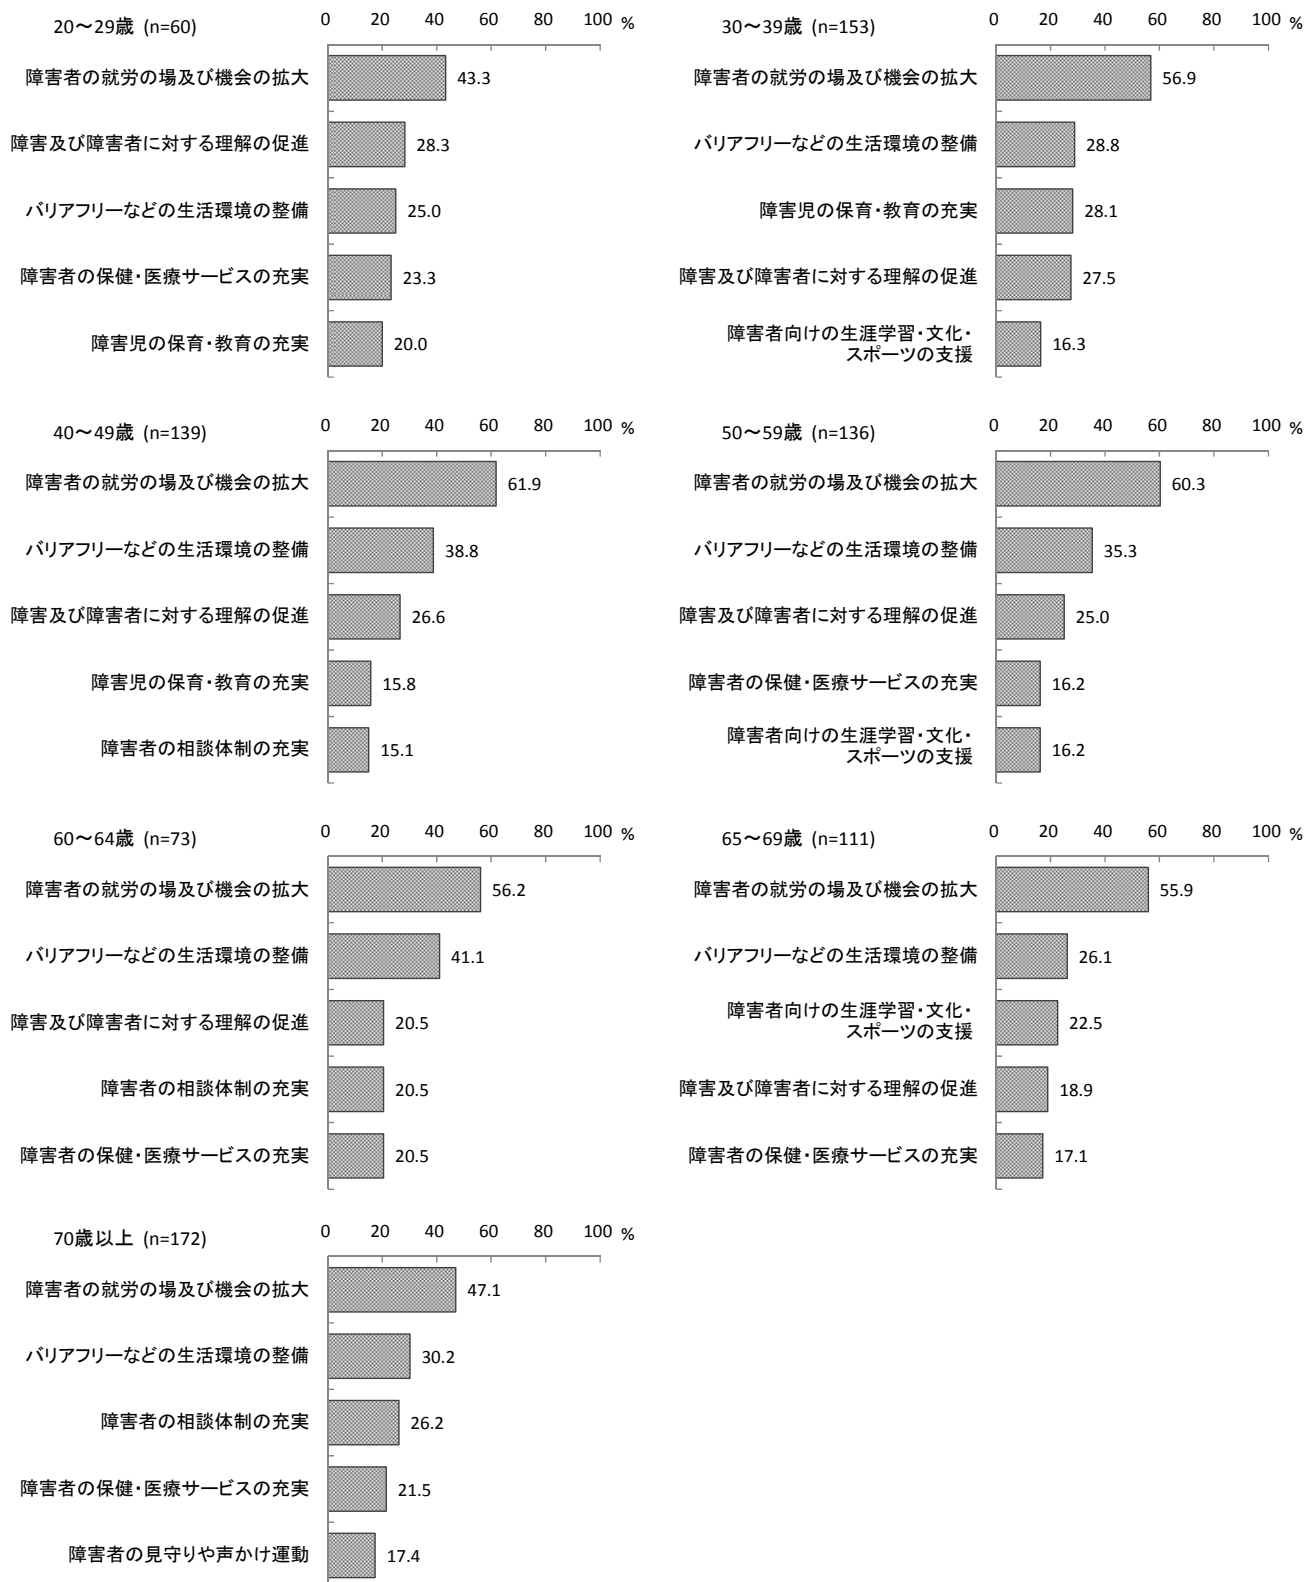 20～29歳 (n=60)
0 20 40 60 80 100 %
障害者の就労の場及び機会の拡大 43.3
障害及び障害者に対する理解の促進 28.3
バリアフリーなどの生活環境の整備 25.0
障害者の保健・医療サービスの充実 23.3
障害児の保育・教育の充実 20.0
30～39歳 (n=153)
0 20 40 60 80 100 %
障害者の就労の場及び機会の拡大 56.9
バリアフリーなどの生活環境の整備 28.8
障害児の保育・教育の充実 28.1
障害及び障害者に対する理解の促進 27.5
障害者向けの生涯学習・文化・
スポーツの支援 16.3
40～49歳 (n=139)
0 20 40 60 80 100 %
障害者の就労の場及び機会の拡大 61.9
バリアフリーなどの生活環境の整備 38.8
障害及び障害者に対する理解の促進 26.6
障害児の保育・教育の充実 15.8
障害者の相談体制の充実 15.1
50～59歳 (n=136)
0 20 40 60 80 100 %
障害者の就労の場及び機会の拡大 60.3
バリアフリーなどの生活環境の整備 35.3
障害及び障害者に対する理解の促進 25.0
障害者の保健・医療サービスの充実 16.2
障害者向けの生涯学習・文化・
スポーツの支援 16.2
60～64歳 (n=73)
0 20 40 60 80 100 %
障害者の就労の場及び機会の拡大 56.2
バリアフリーなどの生活環境の整備 41.1
障害及び障害者に対する理解の促進 20.5
障害者の相談体制の充実 20.5
障害者の保健・医療サービスの充実 20.5
65～69歳 (n=111)
0 20 40 60 80 100 %
障害者の就労の場及び機会の拡大 55.9
バリアフリーなどの生活環境の整備 26.1
障害者向けの生涯学習・文化・
スポーツの支援 22.5
障害及び障害者に対する理解の促進 18.9
障害者の保健・医療サービスの充実 17.1
70歳以上 (n=172)
0 20 40 60 80 100 %
障害者の就労の場及び機会の拡大 47.1
バリアフリーなどの生活環境の整備 30.2
障害者の相談体制の充実 26.2
障害者の保健・医療サービスの充実 21.5
障害者の見守りや声かけ運動 17.4